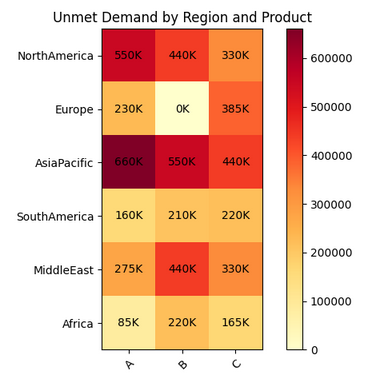 Unmet Demand by Region and Product
NorthAmerica 550K 440K 330K
Europe 230K 0K 385K
AsiaPacific 660K 550K 440K
SouthAmerica 160K 210K 220K
MiddleEast 275K 440K 330K
Africa 85K 220K 165K
A B C
600000
500000
400000
300000
200000
100000
0